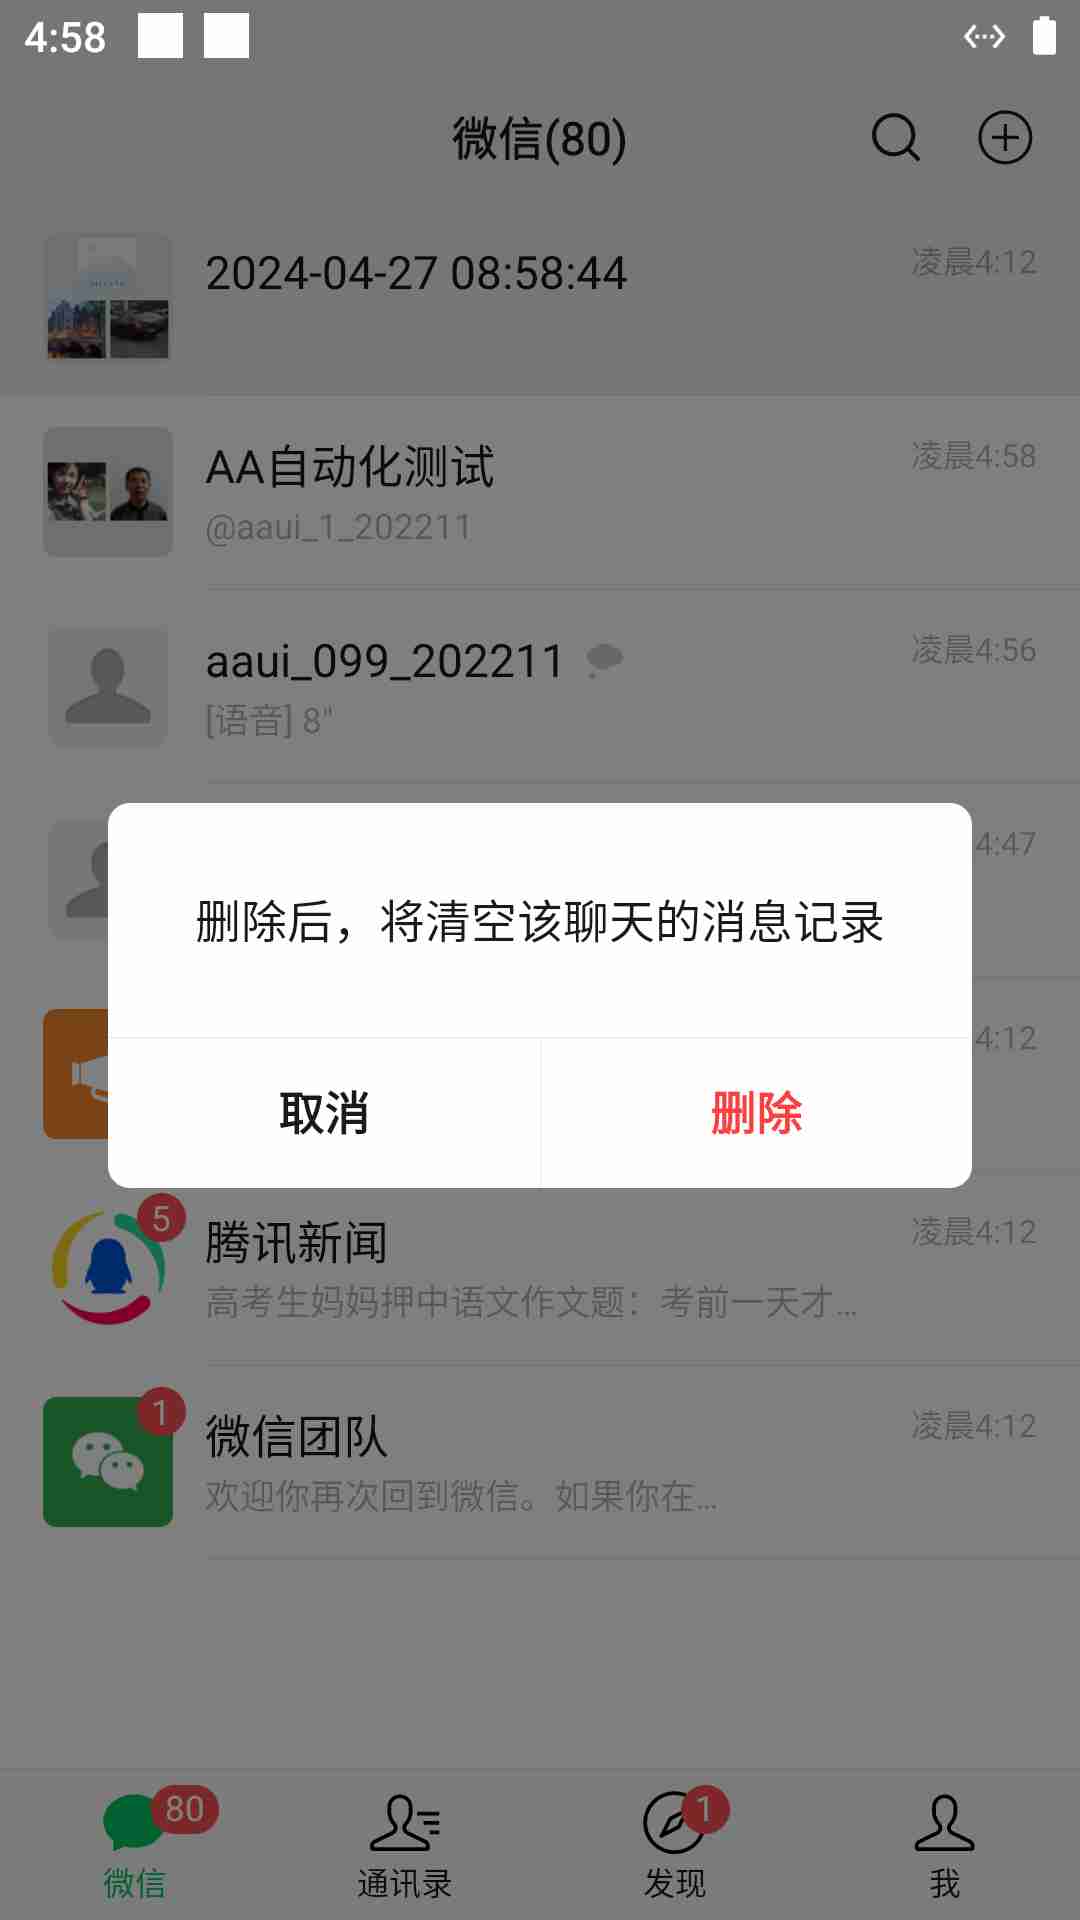 4:58
微信(80)
2024-04-27 08:58:44
凌晨4:12
AA自动化测试
凌晨4:58
@aaui_1_202211
aaui_099_202211
凌晨4:56
[语音] 8"
4:47
删除后，将清空该聊天的消息记录
4:12
取消
删除
5
腾讯新闻
凌晨4:12
高考生妈妈押中语文作文题：考前一天才...
1
微信团队
凌晨4:12
欢迎你再次回到微信。如果你在...
80
1
微信
通讯录
发现
我